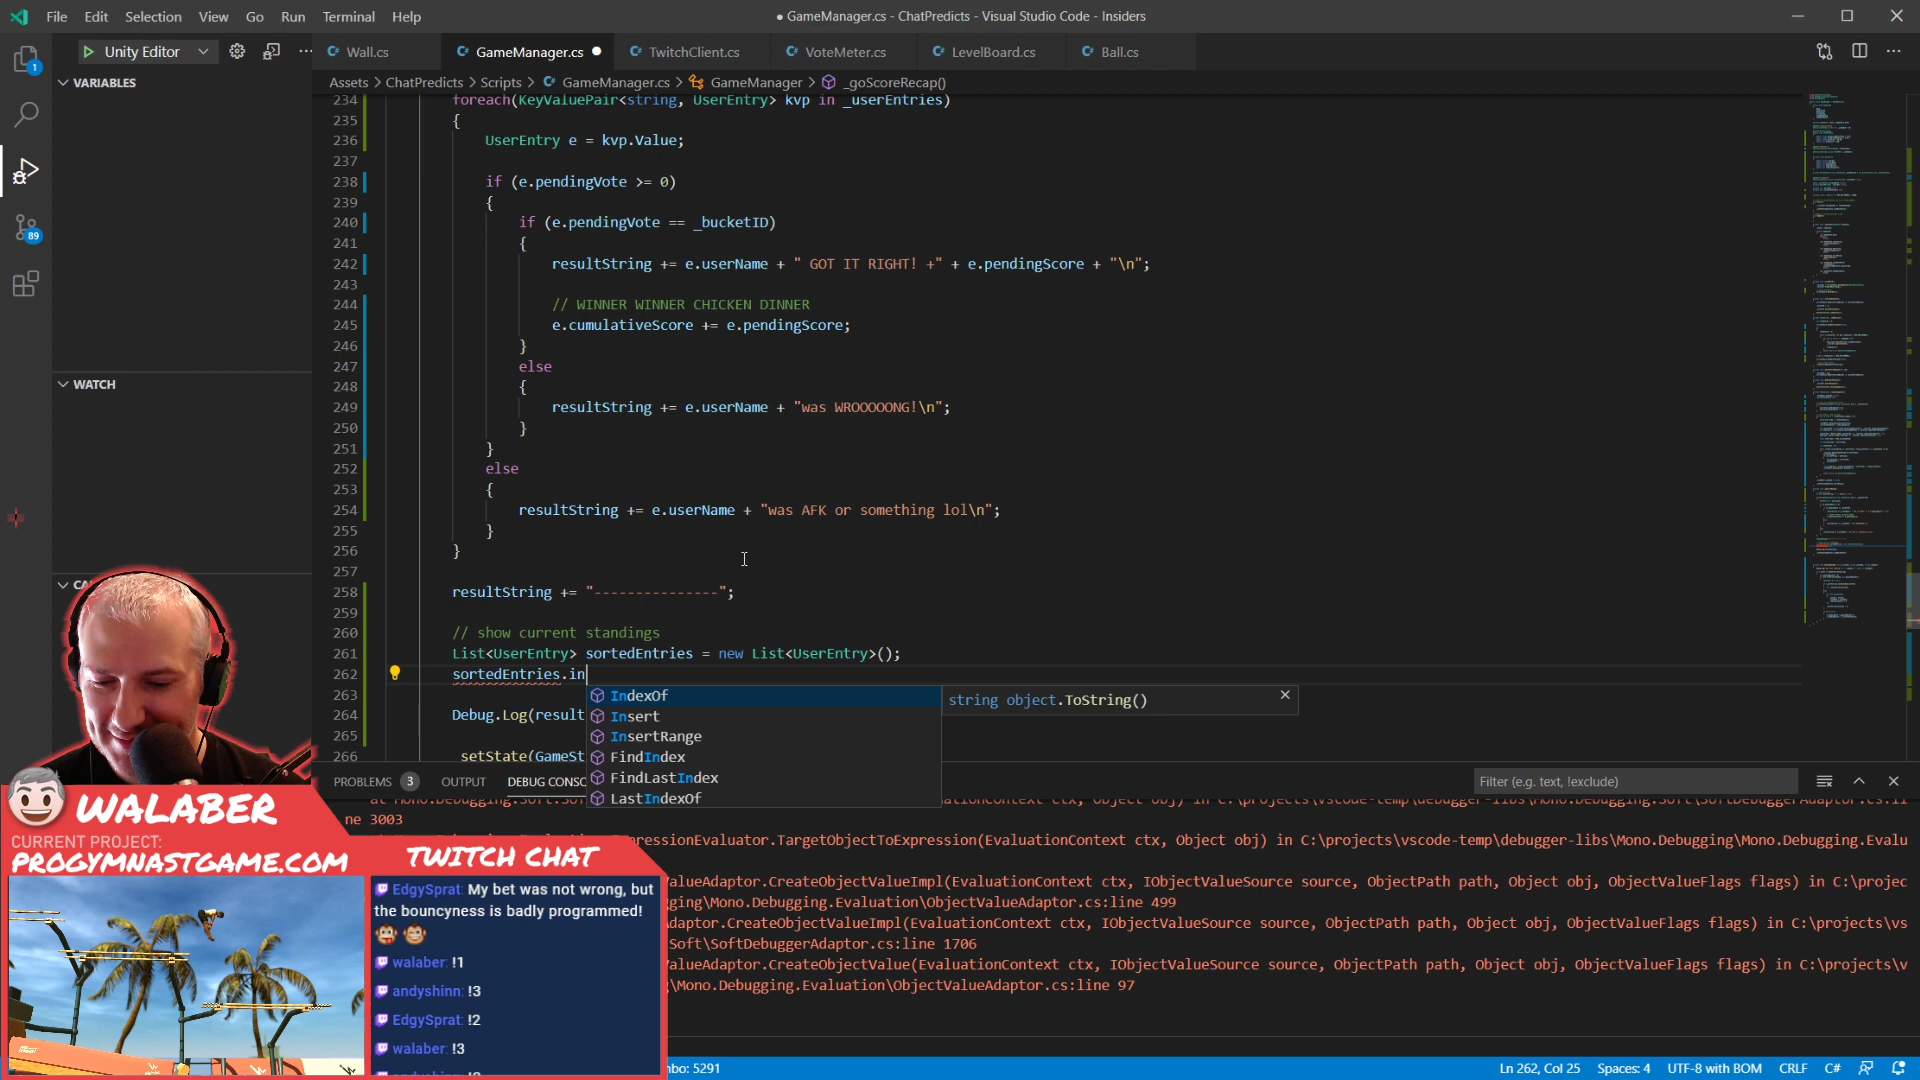 File Edit Selection View Go Run Terminal Help
● GameManager.cs - ChatPredicts - Visual Studio Code - Insiders
1
Unity Editor
Wall.cs
GameManager.cs
TwitchClient.cs
VoteMeter.cs
LevelBoard.cs
Ball.cs
VARIABLES
Assets > ChatPredicts > Scripts > GameManager.cs > GameManager > _goScoreRecap()
234 foreach(KeyValuePair<string, UserEntry> kvp in _userEntries)
235 {
236 UserEntry e = kvp.Value;
237
238 if (e.pendingVote >= 0)
239 {
240 if (e.pendingVote == _bucketID)
241 {
242 resultString += e.userName + " GOT IT RIGHT! +" + e.pendingScore + "\n";
243
244 // WINNER WINNER CHICKEN DINNER
245 e.cumulativeScore += e.pendingScore;
246 }
247 else
248 {
249 resultString += e.userName + "was WROOOOONG!\n";
250 }
251 }
252 else
253 {
254 resultString += e.userName + "was AFK or something lol\n";
255 }
256 }
257
258 resultString += "---------------";
259
260 // show current standings
261 List<UserEntry> sortedEntries = new List<UserEntry>();
262 sortedEntries.in
263
264 Debug.Log(result
265
266 _setState(GameSt
89
WATCH
IndexOf
Insert
InsertRange
FindIndex
FindLastIndex
LastIndexOf
string object.ToString()
PROBLEMS 3 OUTPUT DEBUG CONSO
Filter (e.g. text, !exclude)
ne 3003
ressionEvaluator.TargetObjectToExpression(EvaluationContext ctx, Object obj) in C:\projects\vscode-temp\debugger-libs\Mono.Debugging\Mono.Debugging.Evalu
alueAdaptor.CreateObjectValueImpl(EvaluationContext ctx, IObjectValueSource source, ObjectPath path, Object obj, ObjectValueFlags flags) in C:\projec
ging\Mono.Debugging.Evaluation\ObjectValueAdaptor.cs:line 499
Adaptor.CreateObjectValueImpl(EvaluationContext ctx, IObjectValueSource source, ObjectPath path, Object obj, ObjectValueFlags flags) in C:\projects\vs
Soft\SoftDebuggerAdaptor.cs:line 1706
alueAdaptor.CreateObjectValue(EvaluationContext ctx, IObjectValueSource source, ObjectPath path, Object obj, ObjectValueFlags flags) in C:\projects\v
g\Mono.Debugging.Evaluation\ObjectValueAdaptor.cs:line 97
WALABER
CURRENT PROJECT:
PROGYMNASTGAME.COM
TWITCH CHAT
EdgySprat: My bet was not wrong, but
the bouncyness is badly programmed!
walaber: !1
andyshinn: !3
EdgySprat: !2
walaber: !3
mbo: 5291
Ln 262, Col 25 Spaces: 4 UTF-8 with BOM CRLF C#